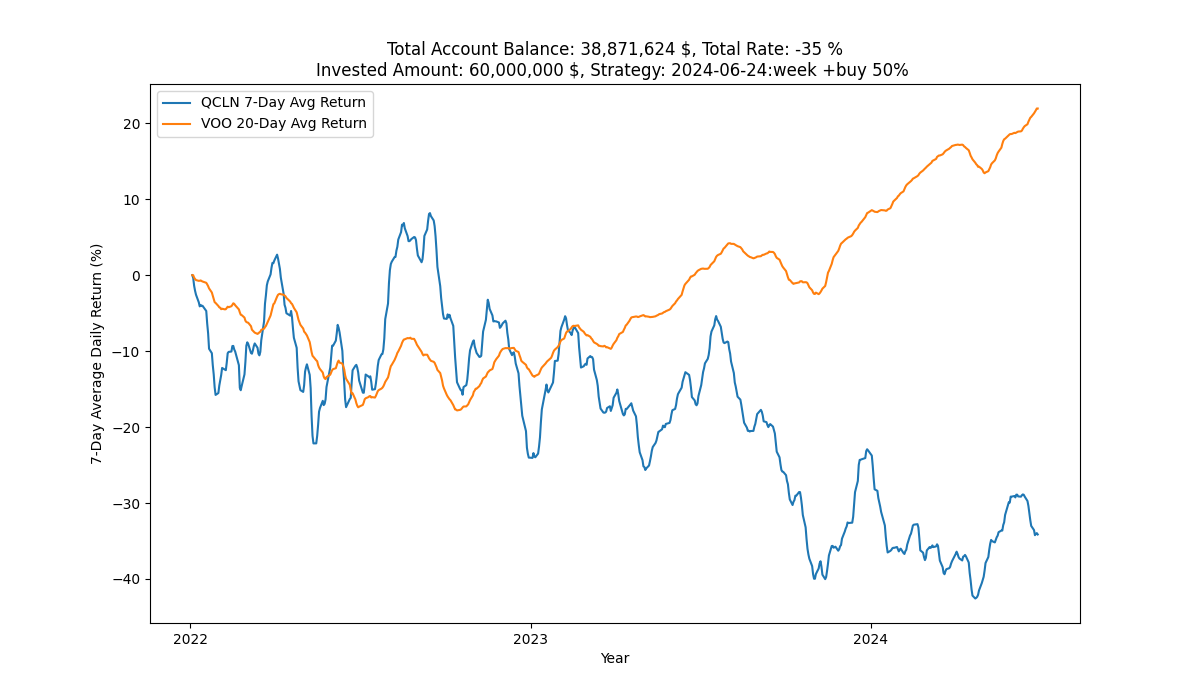 Total Account Balance: 38,871,624 $, Total Rate: -35 %
Invested Amount: 60,000,000 $, Strategy: 2024-06-24:week +buy 50%
QCLN 7-Day Avg Return
VOO 20-Day Avg Return
7-Day Average Daily Return (%)
20
10
0
−10
−20
−30
−40
2022
2023
2024
Year